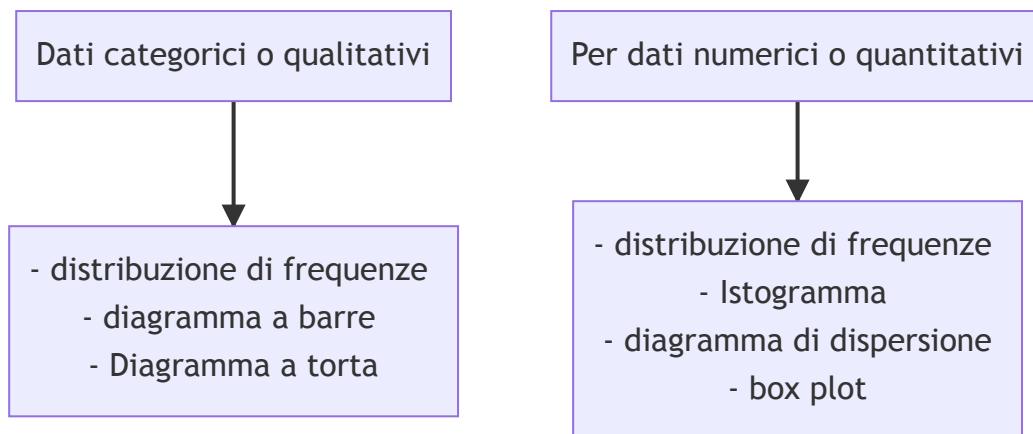 Dati categorici o qualitativi
Per dati numerici o quantitativi
- distribuzione di frequenze
- diagramma a barre
- Diagramma a torta
- distribuzione di frequenze
- Istogramma
- diagramma di dispersione
- box plot